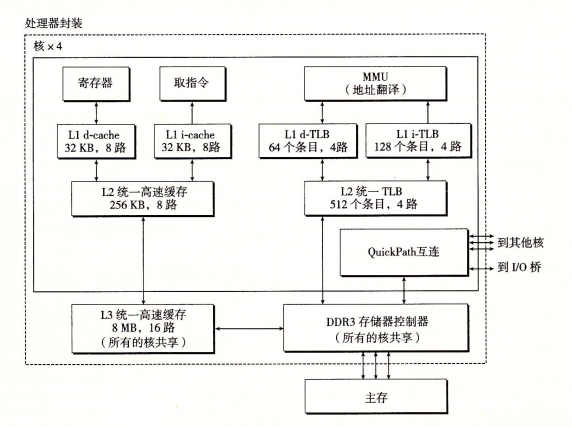 处理器封装
核×4
寄存器
取指令
MMU
（地址翻译）
L1 d-cache
32 KB，8 路
L1 i-cache
32 KB，8路
L1 d-TLB
64 个条目，4路
L1 i-TLB
128 个条目，4 路
L2 统一高速缓存
256 KB，8 路
L2 统一 TLB
512 个条目，4 路
QuickPath互连
到其他核
到 I/O 桥
L3 统一高速缓存
8 MB，16 路
（所有的核共享）
DDR3 存储器控制器
（所有的核共享）
主存